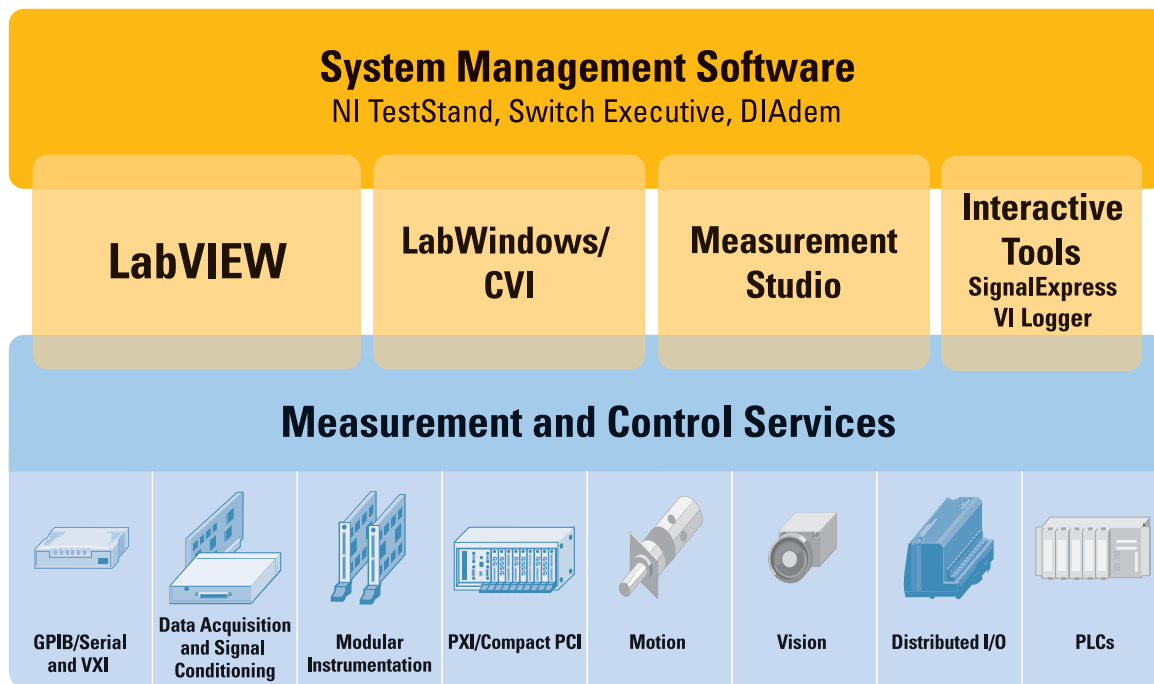 System Management Software
NI TestStand, Switch Executive, DIAdem
LabVIEW
LabWindows/
CVI
Measurement
Studio
Interactive
Tools
SignalExpress
VI Logger
Measurement and Control Services
GPIB/Serial
and VXI
Data Acquisition
and Signal
Conditioning
Modular
Instrumentation
PXI/Compact PCI
Motion
Vision
Distributed I/O
PLCs